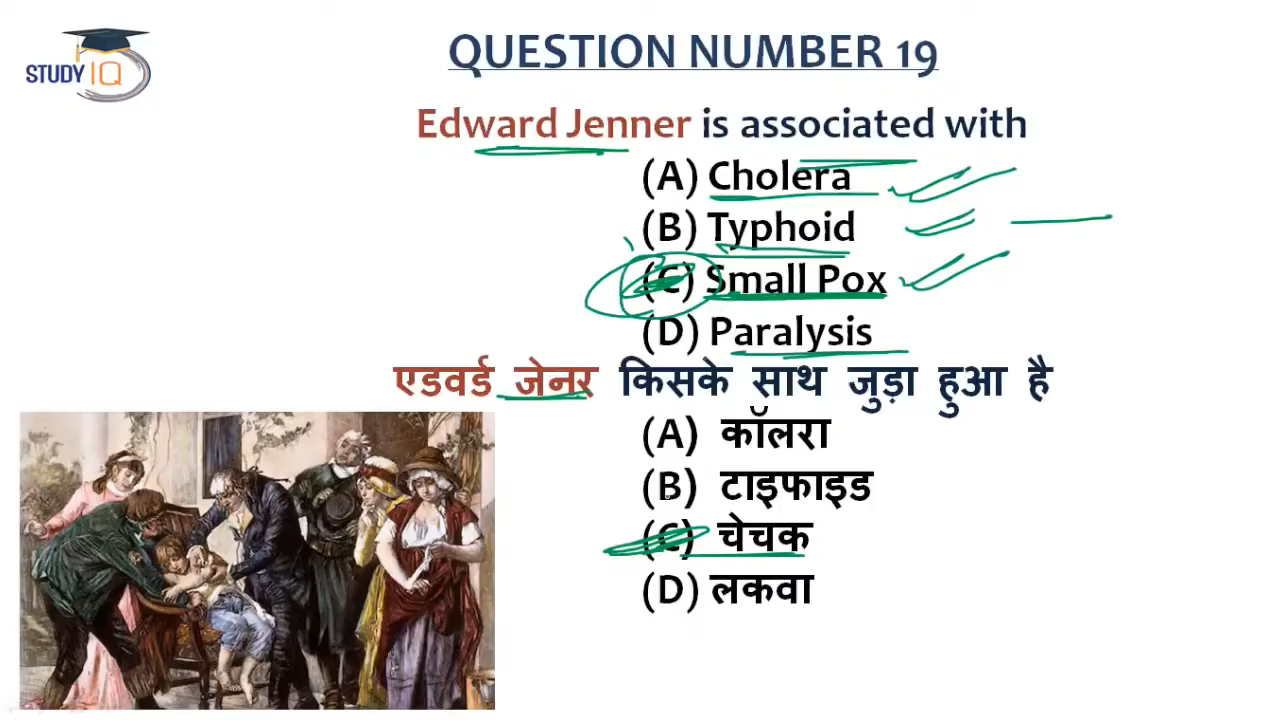 STUDY IQ
QUESTION NUMBER 19
Edward Jenner is associated with
(A) Cholera
(B) Typhoid
(C) Small Pox
(D) Paralysis
एडवर्ड जेनर किसके साथ जुड़ा हुआ है
(A) कॉलरा
(B) टाइफाइड
(C) चेचक
(D) लकवा